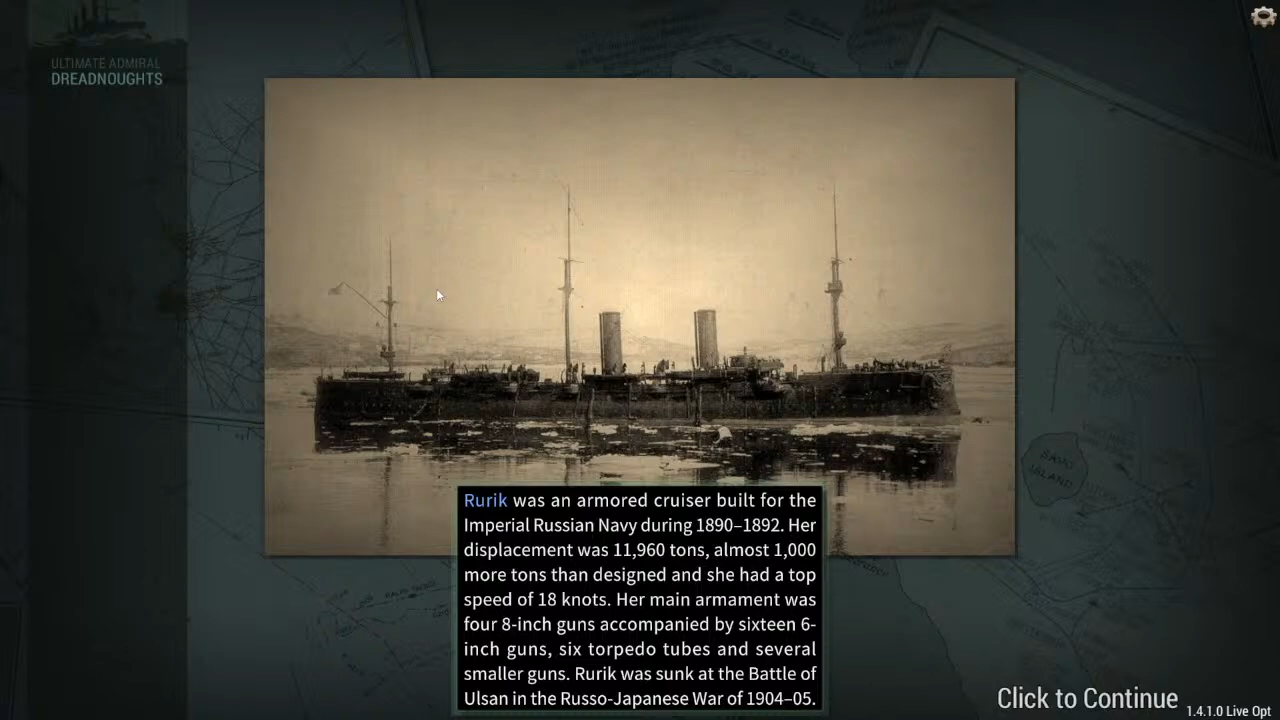 ULTIMATE ADMIRAL
DREADNOUGHTS
Rurik was an armored cruiser built for the
Imperial Russian Navy during 1890–1892. Her
displacement was 11,960 tons, almost 1,000
more tons than designed and she had a top
speed of 18 knots. Her main armament was
four 8-inch guns accompanied by sixteen 6-
inch guns, six torpedo tubes and several
smaller guns. Rurik was sunk at the Battle of
Ulsan in the Russo-Japanese War of 1904–05.
Click to Continue
1.4.1.0 Live Opt